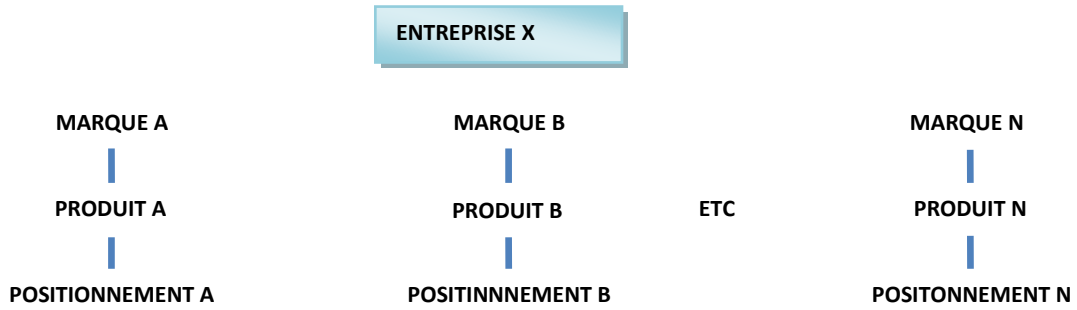 ENTREPRISE X
MARQUE A MARQUE B MARQUE N
PRODUIT A PRODUIT B ETC PRODUIT N
POSITIONNEMENT A POSITINNNEMENT B POSITONNEMENT N